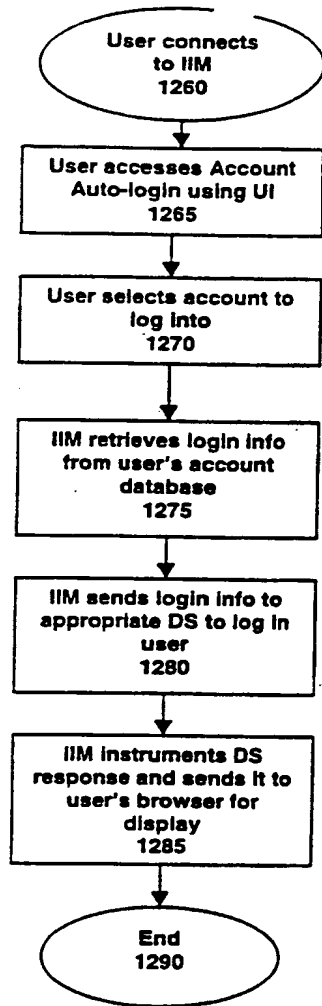 User connects
to IIM
1260
User accesses Account
Auto-login using UI
1265
User selects account to
log into
1270
IIM retrieves login info
from user's account
database
1275
IIM sends login info to
appropriate DS to log in
user
1280
IIM instruments DS
response and sends it to
user's browser for
display
1285
End
1290